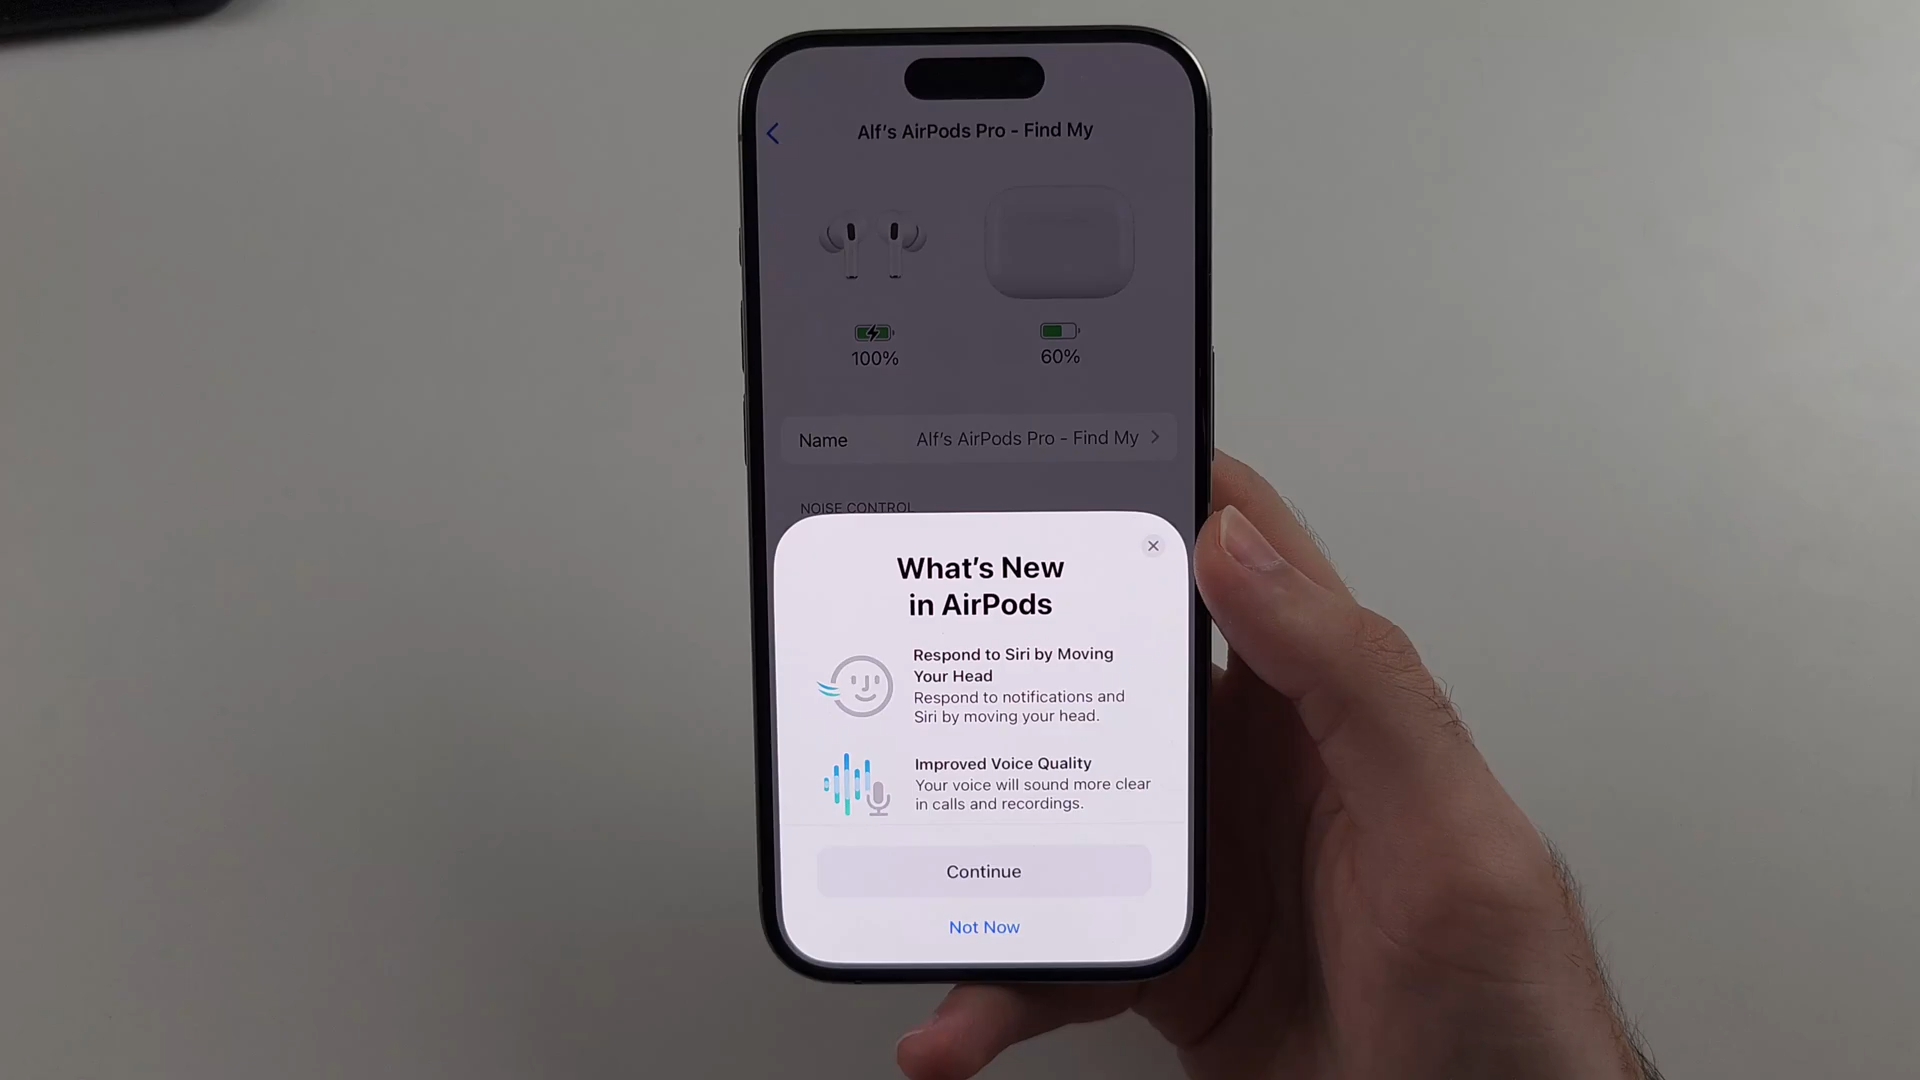 Alf's AirPods Pro - Find My
100%
60%
Name Alf's AirPods Pro - Find My
NOISE CONTROL
What's New
in AirPods
Respond to Siri by Moving
Your Head
Respond to notifications and
Siri by moving your head.
Improved Voice Quality
Your voice will sound more clear
in calls and recordings.
Continue
Not Now